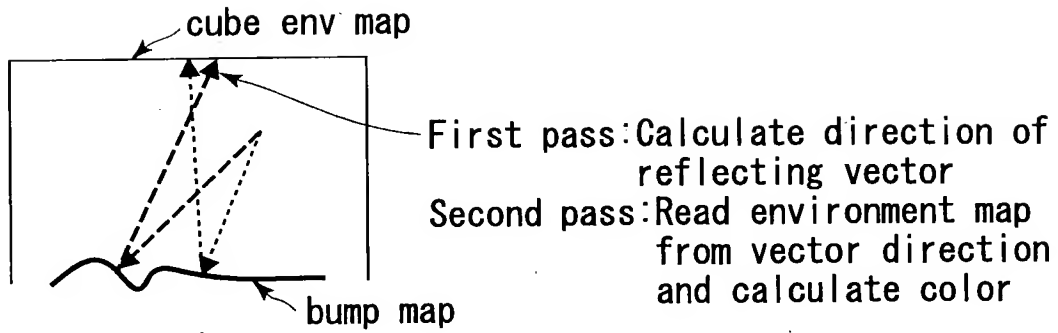 cube env map
First pass:Calculate direction of
reflecting vector
Second pass:Read environment map
from vector direction
and calculate color
bump map